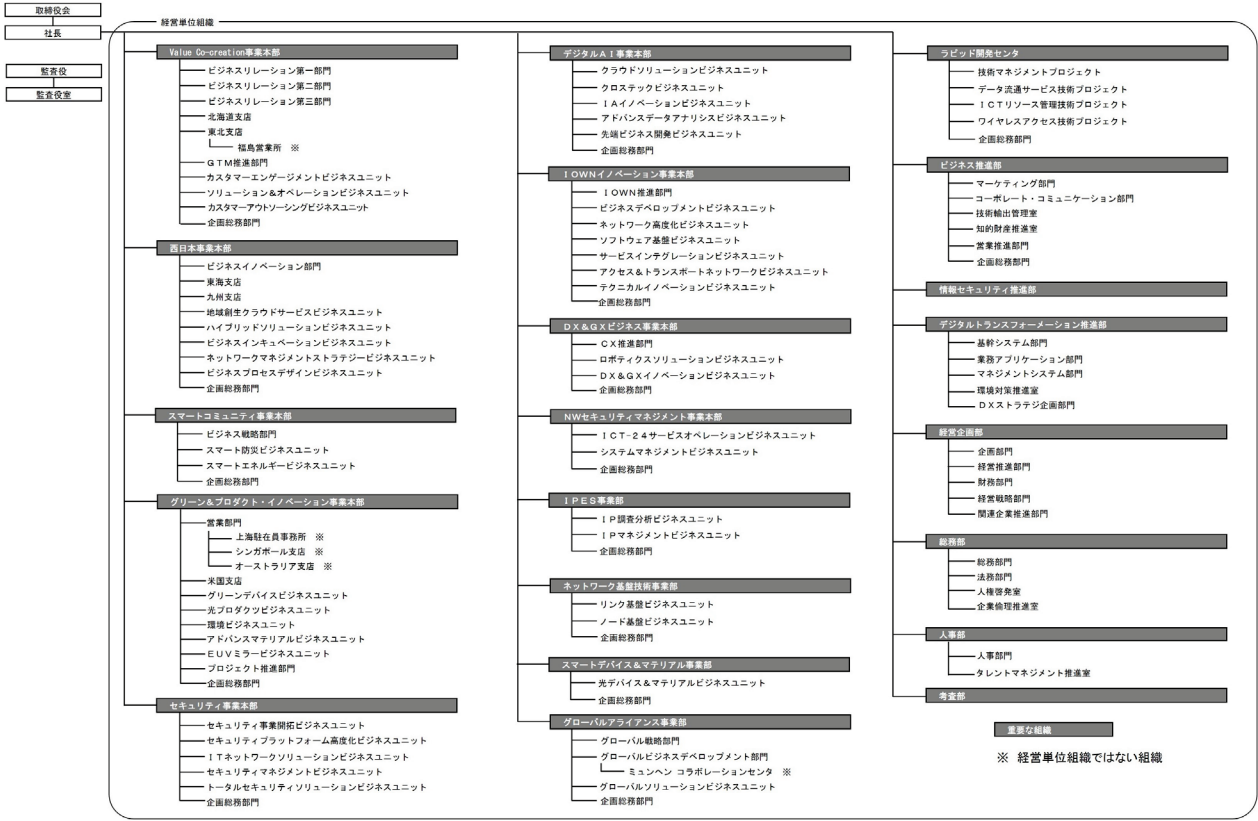 取締役会
社長
監査役
監査役室
経営単位組織
Value Co-creation事業本部
ビジネスリレーション第一部門
ビジネスリレーション第二部門
ビジネスリレーション第三部門
北海道支店
東北支店
福島営業所 ※
GTM推進部門
カスタマーエンゲージメントビジネスユニット
ソリューション&オペレーションビジネスユニット
カスタマーアウトソーシングビジネスユニット
企画総務部門
西日本事業本部
ビジネスイノベーション部門
東海支店
九州支店
地域創生クラウドサービスビジネスユニット
ハイブリッドソリューションビジネスユニット
ビジネスインキュベーションビジネスユニット
ネットワークマネジメントストラテジービジネスユニット
ビジネスプロセスデザインビジネスユニット
企画総務部門
スマートコミュニティ事業本部
ビジネス戦略部門
スマート防災ビジネスユニット
スマートエネルギービジネスユニット
企画総務部門
グリーン&プロダクト・イノベーション事業本部
営業部門
上海駐在員事務所 ※
シンガポール支店 ※
オーストラリア支店 ※
米国支店
グリーンデバイスビジネスユニット
光プロダクツビジネスユニット
環境ビジネスユニット
アドバンスマテリアルビジネスユニット
EUVミラービジネスユニット
プロジェクト推進部門
企画総務部門
セキュリティ事業本部
セキュリティ事業開拓ビジネスユニット
セキュリティプラットフォーム高度化ビジネスユニット
ITネットワークソリューションビジネスユニット
セキュリティマネジメントビジネスユニット
トータルセキュリティソリューションビジネスユニット
企画総務部門
デジタルAI事業本部
クラウドソリューションビジネスユニット
クロステックビジネスユニット
IAイノベーションビジネスユニット
アドバンスデータアナリシスビジネスユニット
先端ビジネス開発ビジネスユニット
企画総務部門
IOWNイノベーション事業本部
IOWN推進部門
ビジネスデベロップメントビジネスユニット
ネットワーク高度化ビジネスユニット
ソフトウェア基盤ビジネスユニット
サービスインテグレーションビジネスユニット
アクセス&トランスポートネットワークビジネスユニット
テクニカルイノベーションビジネスユニット
企画総務部門
DX&GXビジネス事業本部
CX推進部門
ロボティクスソリューションビジネスユニット
DX&GXイノベーションビジネスユニット
企画総務部門
NWセキュリティマネジメント事業本部
ICT-24サービスオペレーションビジネスユニット
システムマネジメントビジネスユニット
企画総務部門
IPES事業部
IP調査分析ビジネスユニット
IPマネジメントビジネスユニット
企画総務部門
ネットワーク基盤技術事業部
リンク基盤ビジネスユニット
ノード基盤ビジネスユニット
企画総務部門
スマートデバイス&マテリアル事業部
光デバイス&マテリアルビジネスユニット
企画総務部門
グローバルアライアンス事業部
グローバル戦略部門
グローバルビジネスデベロップメント部門
ミュンヘン コラボレーションセンタ ※
グローバルソリューションビジネスユニット
企画総務部門
ラピッド開発センタ
技術マネジメントプロジェクト
データ流通サービス技術プロジェクト
ICTリソース管理技術プロジェクト
ワイヤレスアクセス技術プロジェクト
企画総務部門
ビジネス推進部
マーケティング部門
コーポレート・コミュニケーション部門
技術輸出管理室
知的財産推進室
営業推進部門
企画総務部門
情報セキュリティ推進部
デジタルトランスフォーメーション推進部
基幹システム部門
業務アプリケーション部門
マネジメントシステム部門
環境対策推進室
DXストラテジ企画部門
経営企画部
企画部門
経営推進部門
財務部門
経営戦略部門
関連企業推進部門
総務部
総務部門
法務部門
人権啓発室
企業倫理推進室
人事部
人事部門
タレントマネジメント推進室
考査部
重要な組織
※ 経営単位組織ではない組織